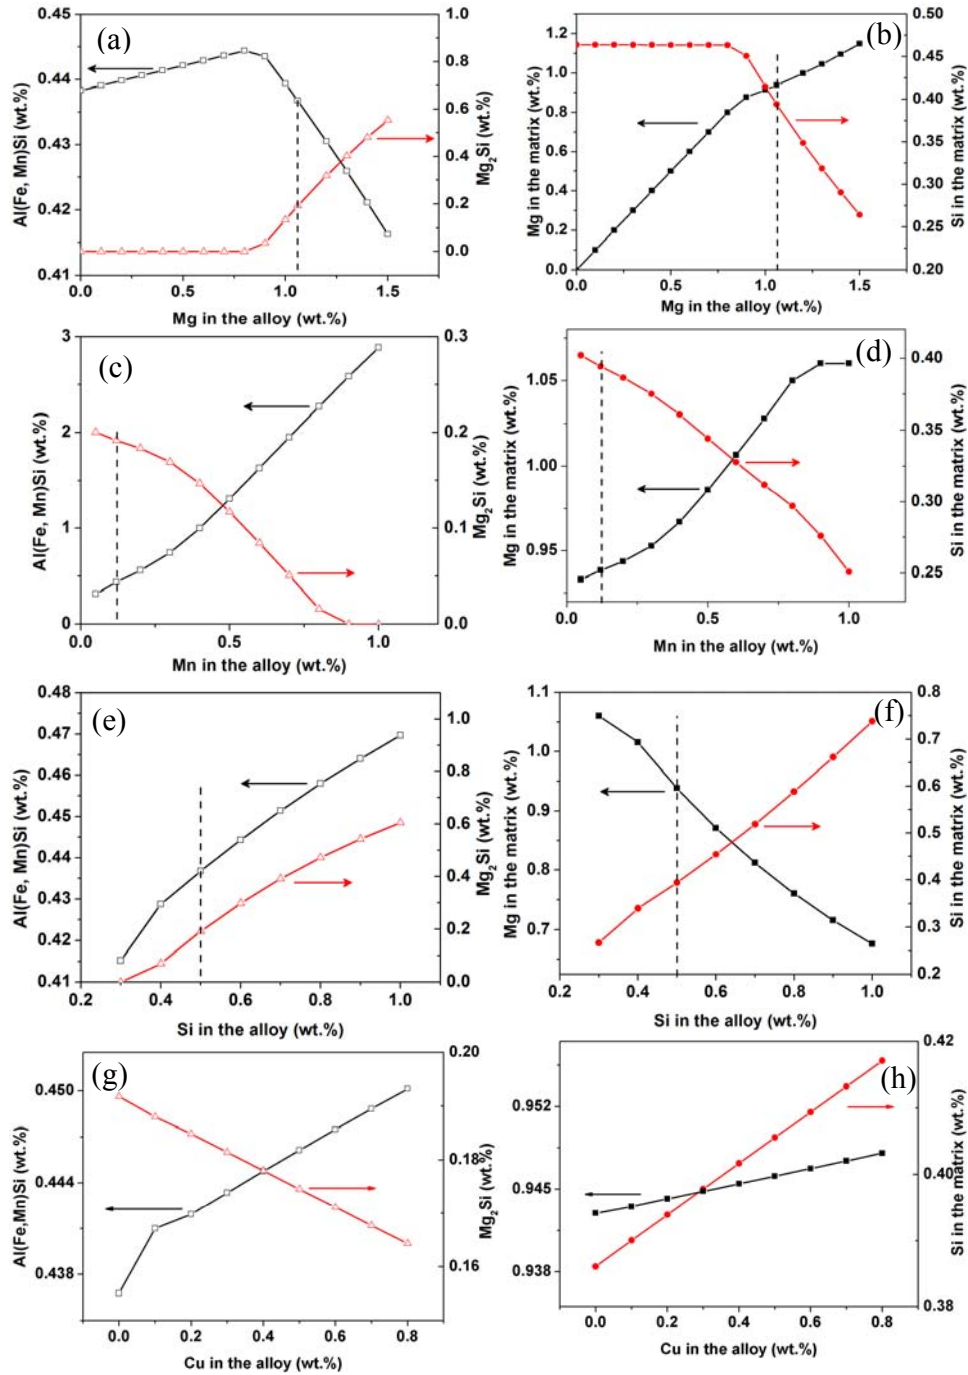 (a)
0.45
0.44
0.43
0.42
0.41
Al(Fe, Mn)Si (wt.%)
1.0
0.8
0.6
0.4
0.2
0.0
Mg2Si (wt.%)
0.0 0.5 1.0 1.5
Mg in the alloy (wt.%)
(b)
1.2
1.0
0.8
0.6
0.4
0.2
0.0
Mg in the matrix (wt.%)
0.50
0.45
0.40
0.35
0.30
0.25
0.20
Si in the matrix (wt.%)
0.0 0.5 1.0 1.5
Mg in the alloy (wt.%)
(c)
3
2
1
0
Al(Fe, Mn)Si (wt.%)
0.3
0.2
0.1
0.0
Mg2Si (wt.%)
0.0 0.5 1.0
Mn in the alloy (wt.%)
(d)
1.05
1.00
0.95
Mg in the matrix (wt.%)
0.40
0.35
0.30
0.25
Si in the matrix (wt.%)
0.0 0.5 1.0
Mn in the alloy (wt.%)
(e)
0.48
0.47
0.46
0.45
0.44
0.43
0.42
0.41
Al(Fe, Mn)Si (wt.%)
1.0
0.8
0.6
0.4
0.2
0.0
Mg2Si (wt.%)
0.2 0.4 0.6 0.8 1.0
Si in the alloy (wt.%)
(f)
1.1
1.0
0.9
0.8
0.7
Mg in the matrix (wt.%)
0.8
0.7
0.6
0.5
0.4
0.3
0.2
Si in the matrix (wt.%)
0.2 0.4 0.6 0.8 1.0
Si in the alloy (wt.%)
(g)
0.450
0.444
0.438
Al(Fe,Mn)Si (wt.%)
0.20
0.18
0.16
Mg2Si (wt.%)
0.0 0.2 0.4 0.6 0.8
Cu in the alloy (wt.%)
(h)
0.952
0.945
0.938
Mg in the matrix (wt.%)
0.42
0.40
0.38
Si in the matrix (wt.%)
0.0 0.2 0.4 0.6 0.8
Cu in the alloy (wt.%)